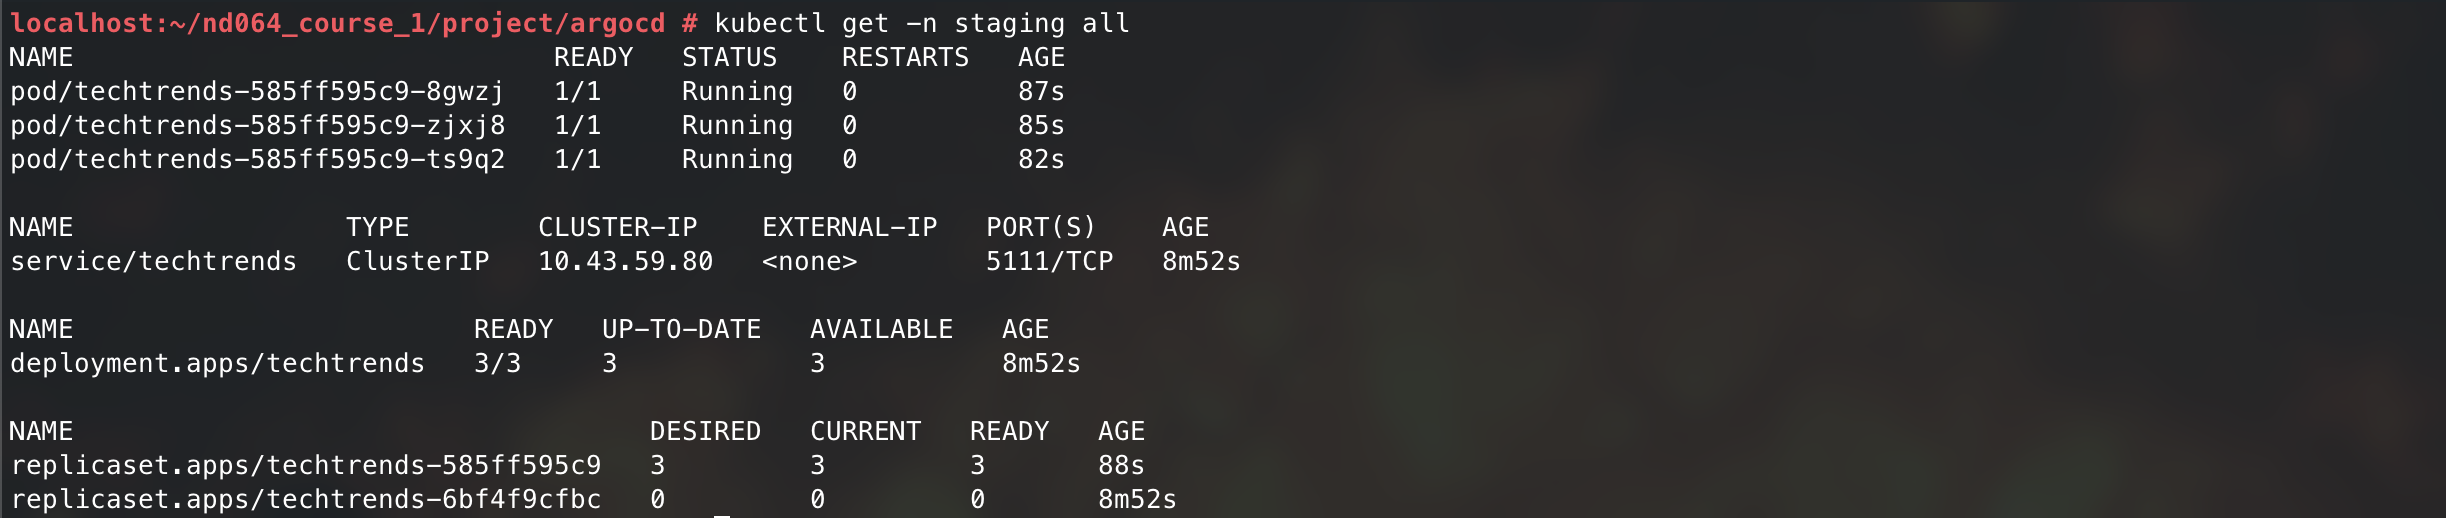 localhost:~/nd064_course_1/project/argocd # kubectl get -n staging all
NAME                                  READY   STATUS    RESTARTS   AGE
pod/techtrends-585ff595c9-8gwzj   1/1     Running   0          87s
pod/techtrends-585ff595c9-zjxj8   1/1     Running   0          85s
pod/techtrends-585ff595c9-ts9q2   1/1     Running   0          82s

NAME                 TYPE        CLUSTER-IP    EXTERNAL-IP   PORT(S)    AGE
service/techtrends   ClusterIP   10.43.59.80   <none>        5111/TCP   8m52s

NAME                         READY   UP-TO-DATE   AVAILABLE   AGE
deployment.apps/techtrends   3/3     3            3           8m52s

NAME                                    DESIRED   CURRENT   READY   AGE
replicaset.apps/techtrends-585ff595c9   3         3         3       88s
replicaset.apps/techtrends-6bf4f9cfbc   0         0         0       8m52s